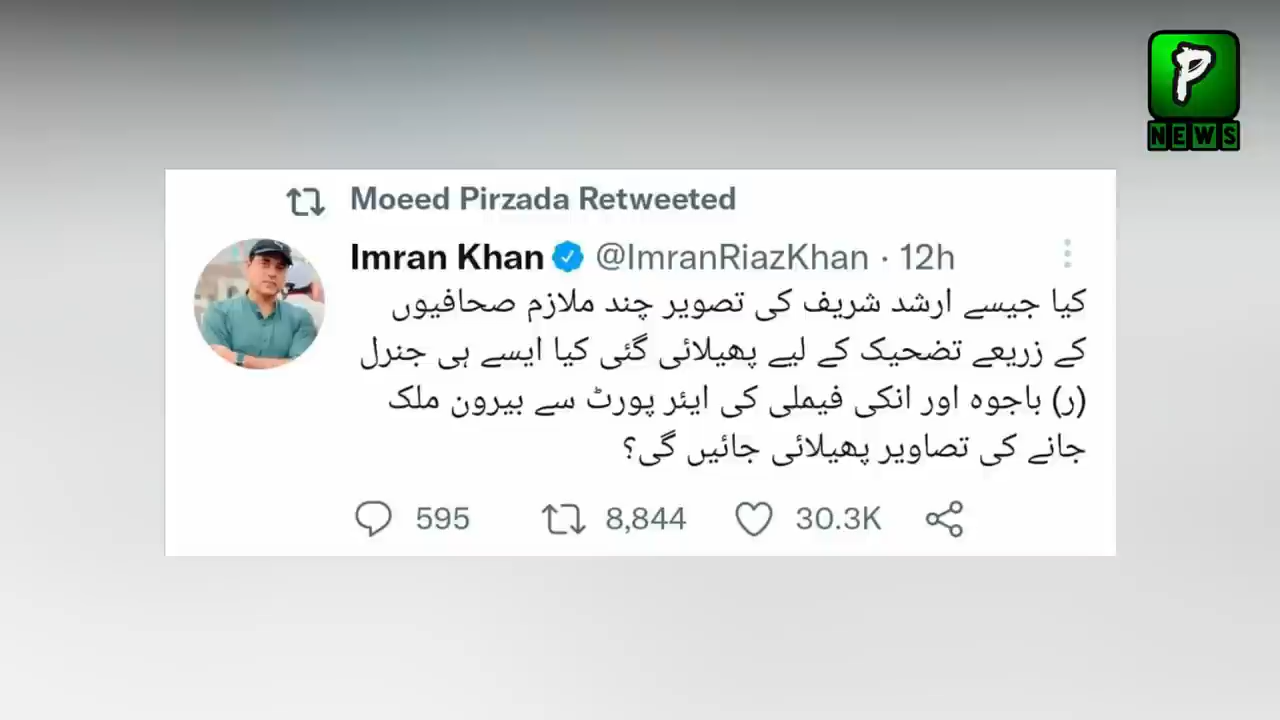 P
NEWS
Moeed Pirzada Retweeted
Imran Khan @ImranRiazKhan · 12h
کیا جیسے ارشد شریف کی تصویر چند ملازم صحافیوں
کے زریعے تضحیک کے لیے پھیلائی گئی کیا ایسے ہی جنرل
(ر) باجوہ اور انکی فیملی کی ایئر پورٹ سے بیرون ملک
جانے کی تصاویر پھیلائی جائیں گی؟
595 8,844 30.3K